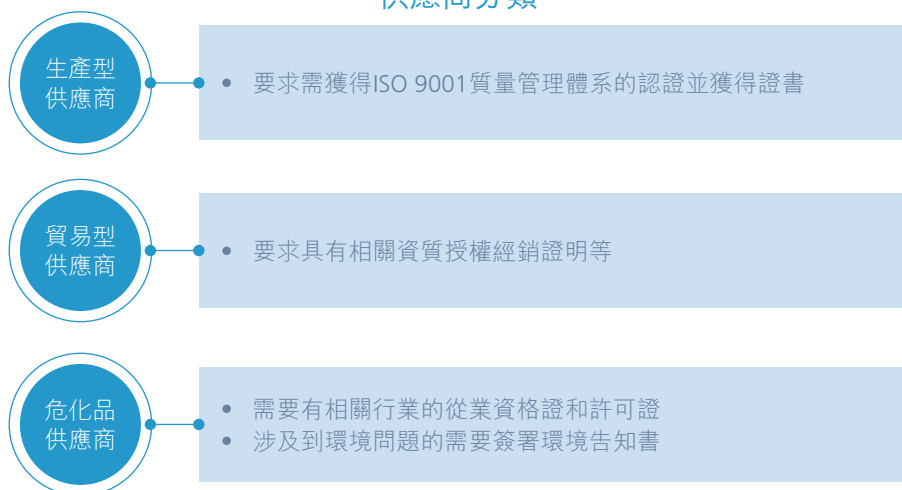 供應商分類
生產型
供應商
• 要求需獲得ISO 9001質量管理體系的認證並獲得證書
貿易型
供應商
• 要求具有相關資質授權經銷證明等
危化品
供應商
• 需要有相關行業的從業資格證和許可證
• 涉及到環境問題的需要簽署環境告知書